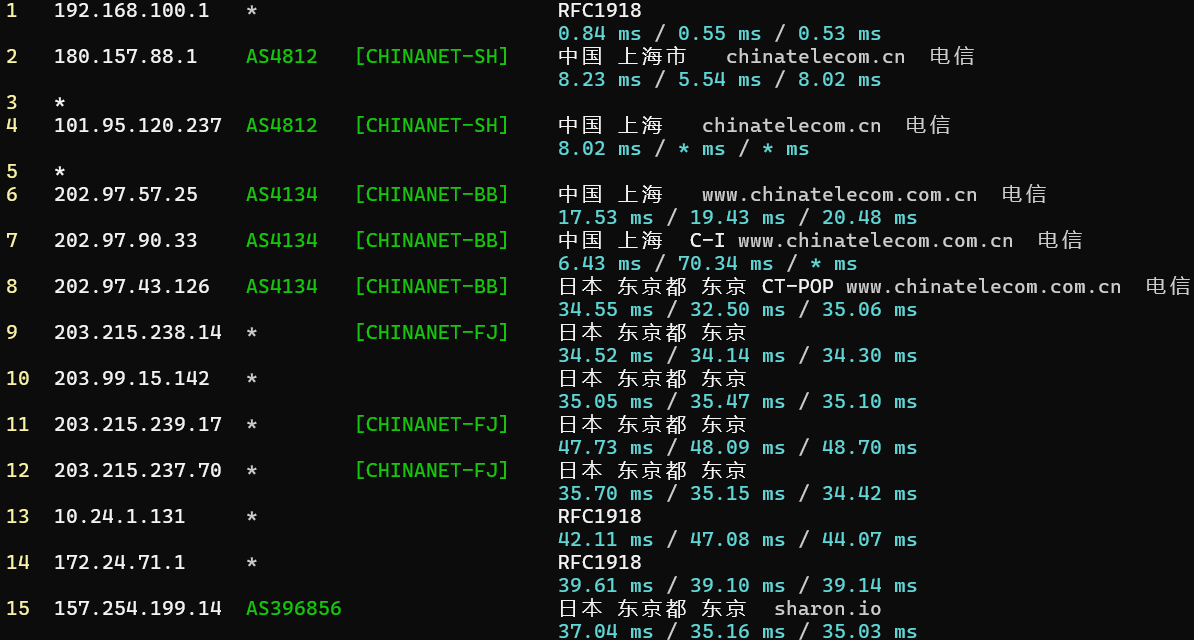 1 192.168.100.1 * RFC1918
0.84 ms / 0.55 ms / 0.53 ms
2 180.157.88.1 AS4812 [CHINANET-SH] 中国 上海市 chinatelecom.cn 电信
8.23 ms / 5.54 ms / 8.02 ms
3 *
4 101.95.120.237 AS4812 [CHINANET-SH] 中国 上海 chinatelecom.cn 电信
8.02 ms / * ms / * ms
5 *
6 202.97.57.25 AS4134 [CHINANET-BB] 中国 上海 www.chinatelecom.com.cn 电信
17.53 ms / 19.43 ms / 20.48 ms
7 202.97.90.33 AS4134 [CHINANET-BB] 中国 上海 C-I www.chinatelecom.com.cn 电信
6.43 ms / 70.34 ms / * ms
8 202.97.43.126 AS4134 [CHINANET-BB] 日本 东京都 东京 CT-POP www.chinatelecom.com.cn 电信
34.55 ms / 32.50 ms / 35.06 ms
9 203.215.238.14 * [CHINANET-FJ] 日本 东京都 东京
34.52 ms / 34.14 ms / 34.30 ms
10 203.99.15.142 * 日本 东京都 东京
35.05 ms / 35.47 ms / 35.10 ms
11 203.215.239.17 * [CHINANET-FJ] 日本 东京都 东京
47.73 ms / 48.09 ms / 48.70 ms
12 203.215.237.70 * [CHINANET-FJ] 日本 东京都 东京
35.70 ms / 35.15 ms / 34.42 ms
13 10.24.1.131 * RFC1918
42.11 ms / 47.08 ms / 44.07 ms
14 172.24.71.1 * RFC1918
39.61 ms / 39.10 ms / 39.14 ms
15 157.254.199.14 AS396856 日本 东京都 东京 sharon.io
37.04 ms / 35.16 ms / 35.03 ms